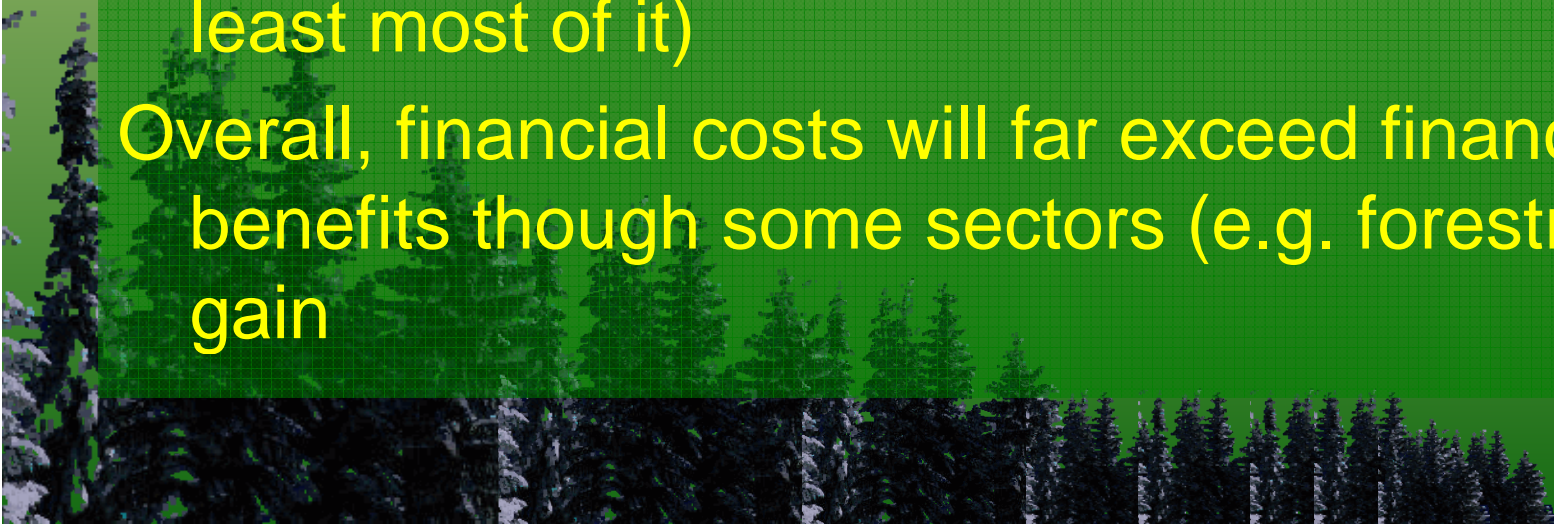 least most of it)
Overall, financial costs will far exceed
benefits though some sectors (e.g.
gain